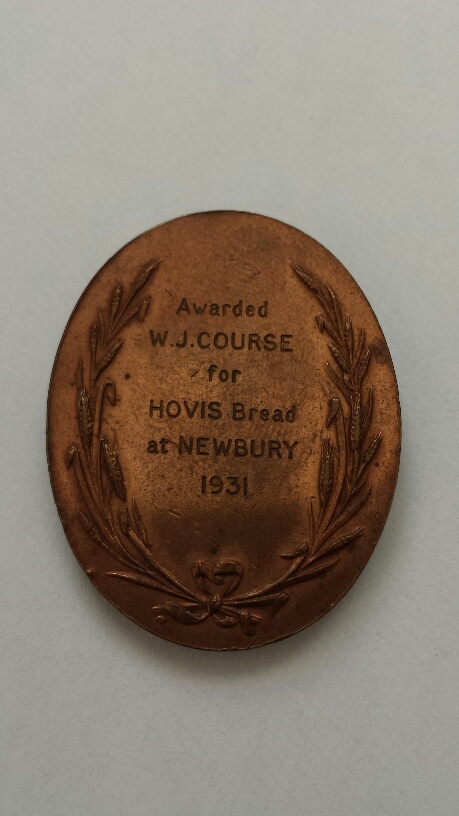 Awarded
W.J.COURSE
for
HOVIS Bread
at NEWBURY
1931